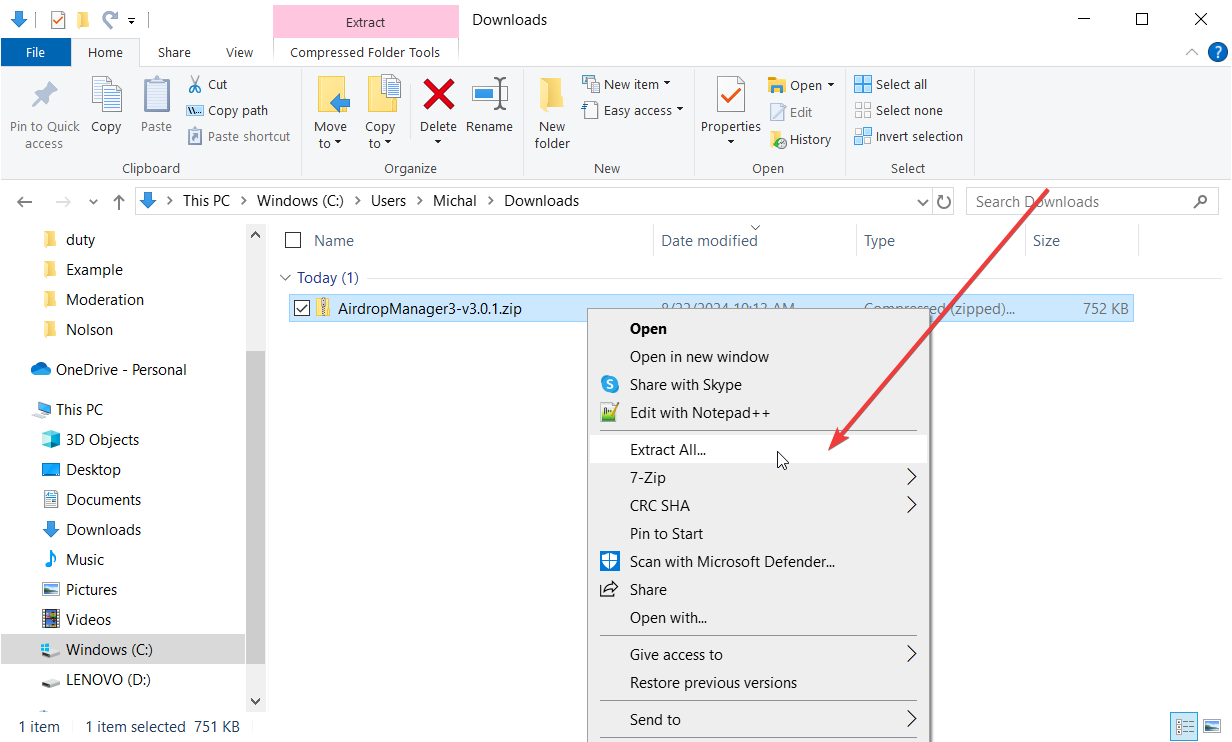 Extract
Downloads
File
Home
Share
View
Compressed Folder Tools
Pin to Quick
access
Copy
Paste
Cut
Copy path
Paste shortcut
Clipboard
Move
to
Copy
to
Delete
Rename
Organize
New
folder
New item
Easy access
New
Properties
Open
Edit
History
Open
Select all
Select none
Invert selection
Select
This PC
Windows (C:)
Users
Michal
Downloads
Search Downloads
duty
Example
Moderation
Nolson
OneDrive - Personal
This PC
3D Objects
Desktop
Documents
Downloads
Music
Pictures
Videos
Windows (C:)
LENOVO (D:)
Name
Date modified
Type
Size
Today (1)
AirdropManager3-v3.0.1.zip
8/22/2024 10:13 AM
Compressed (zipped)...
752 KB
Open
Open in new window
Share with Skype
Edit with Notepad++
Extract All...
7-Zip
CRC SHA
Pin to Start
Scan with Microsoft Defender...
Share
Open with...
Give access to
Restore previous versions
Send to
1 item
1 item selected 751 KB